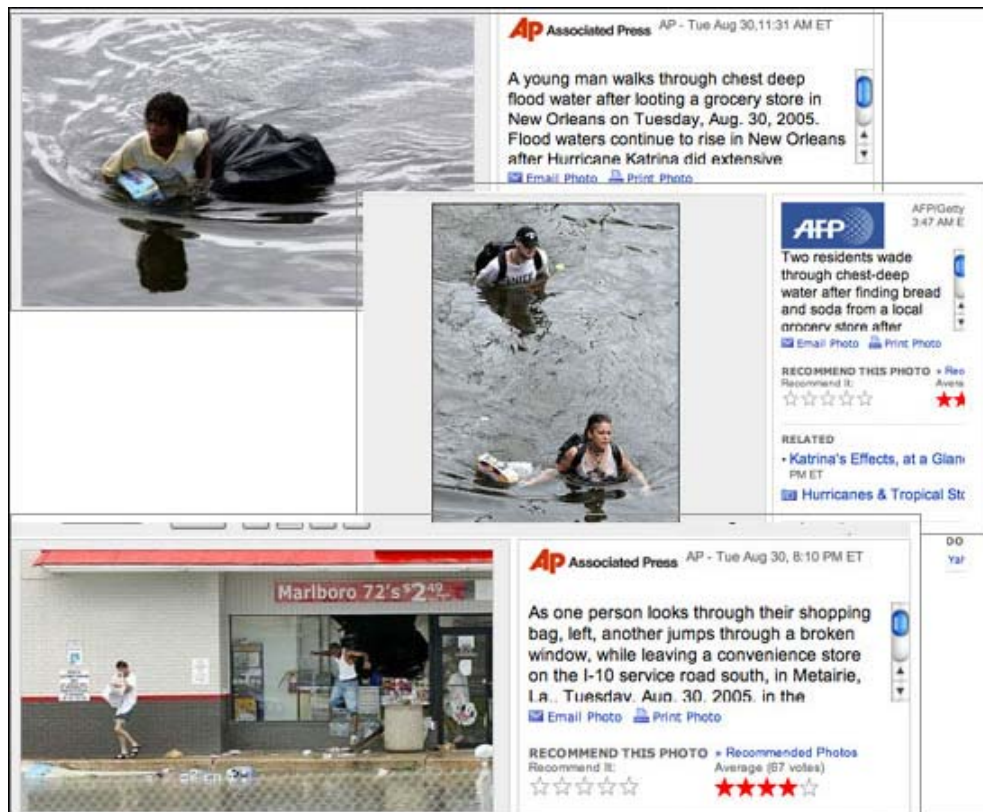 AP Associated Press AP - Tue Aug 30,11:31 AM ET
A young man walks through chest deep
flood water after looting a grocery store in
New Orleans on Tuesday, Aug. 30, 2005.
Flood waters continue to rise in New Orleans
after Hurricane Katrina did extensive
Email Photo Print Photo
AFP
AFP/Getty
3:47 AM E
Two residents wade
through chest-deep
water after finding bread
and soda from a local
grocery store after
Email Photo Print Photo
RECOMMEND THIS PHOTO » Rec
Recommend It: Avera
RELATED
• Katrina's Effects, at a Glan
PM ET
Hurricanes & Tropical Sto
DO
Yah
Marlboro 72's $2 49
AP Associated Press AP - Tue Aug 30, 8:10 PM ET
As one person looks through their shopping
bag, left, another jumps through a broken
window, while leaving a convenience store
on the I-10 service road south, in Metairie,
La., Tuesday, Aug. 30, 2005, in the
Email Photo Print Photo
RECOMMEND THIS PHOTO » Recommended Photos
Recommend It: Average (67 votes)